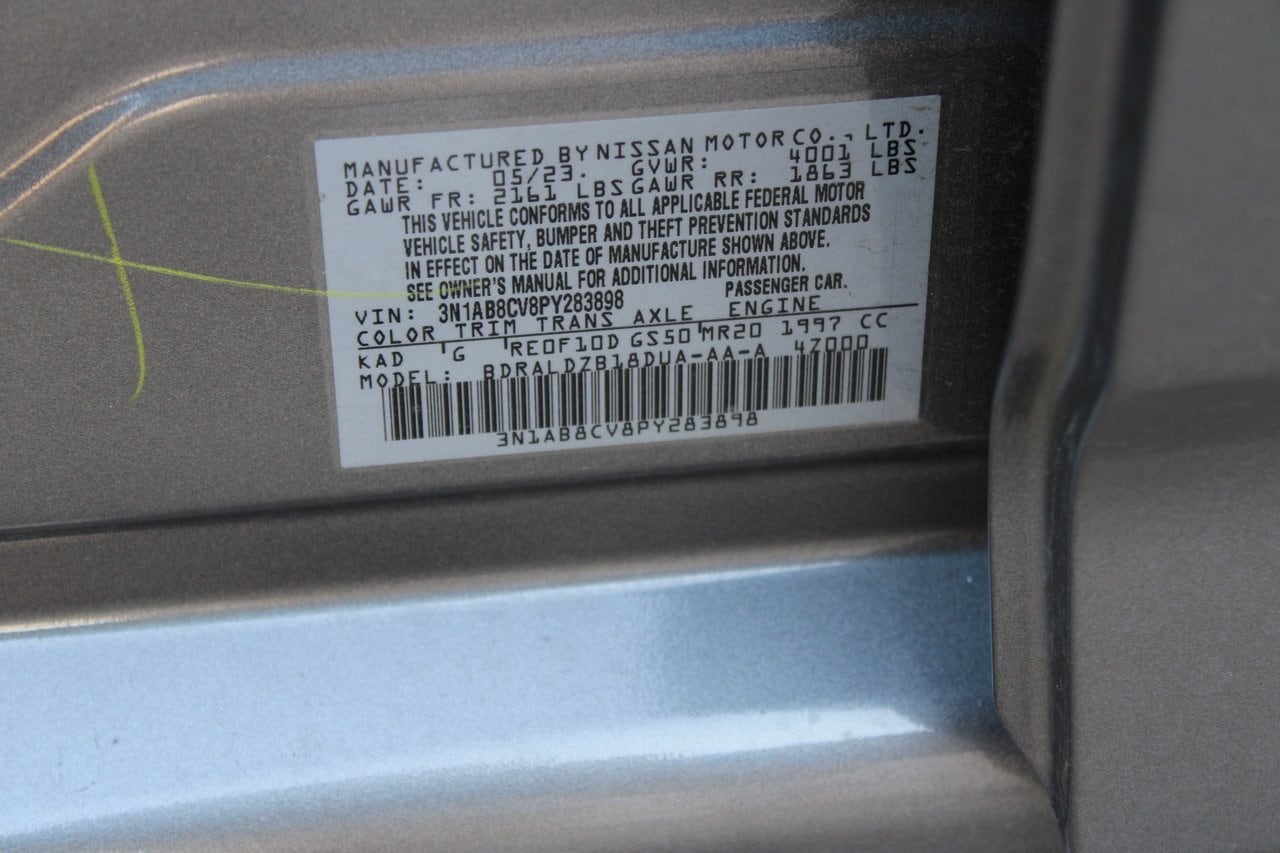 MANUFACTURED BY NISSAN MOTOR CO., LTD.
DATE: 05/23. GVWR: 4001 LBS
GAWR FR: 2161 LBS GAWR RR: 1863 LBS
THIS VEHICLE CONFORMS TO ALL APPLICABLE FEDERAL MOTOR
VEHICLE SAFETY, BUMPER AND THEFT PREVENTION STANDARDS
IN EFFECT ON THE DATE OF MANUFACTURE SHOWN ABOVE.
SEE OWNER'S MANUAL FOR ADDITIONAL INFORMATION.
VIN: 3N1AB8CV8PY283898 PASSENGER CAR.
COLOR TRIM TRANS AXLE ENGINE
KAD G RE0F10D GS50 MR20 1997 CC
MODEL: BDRALDZB18DUA-AA-A 4Z000
3N1AB8CV8PY283898